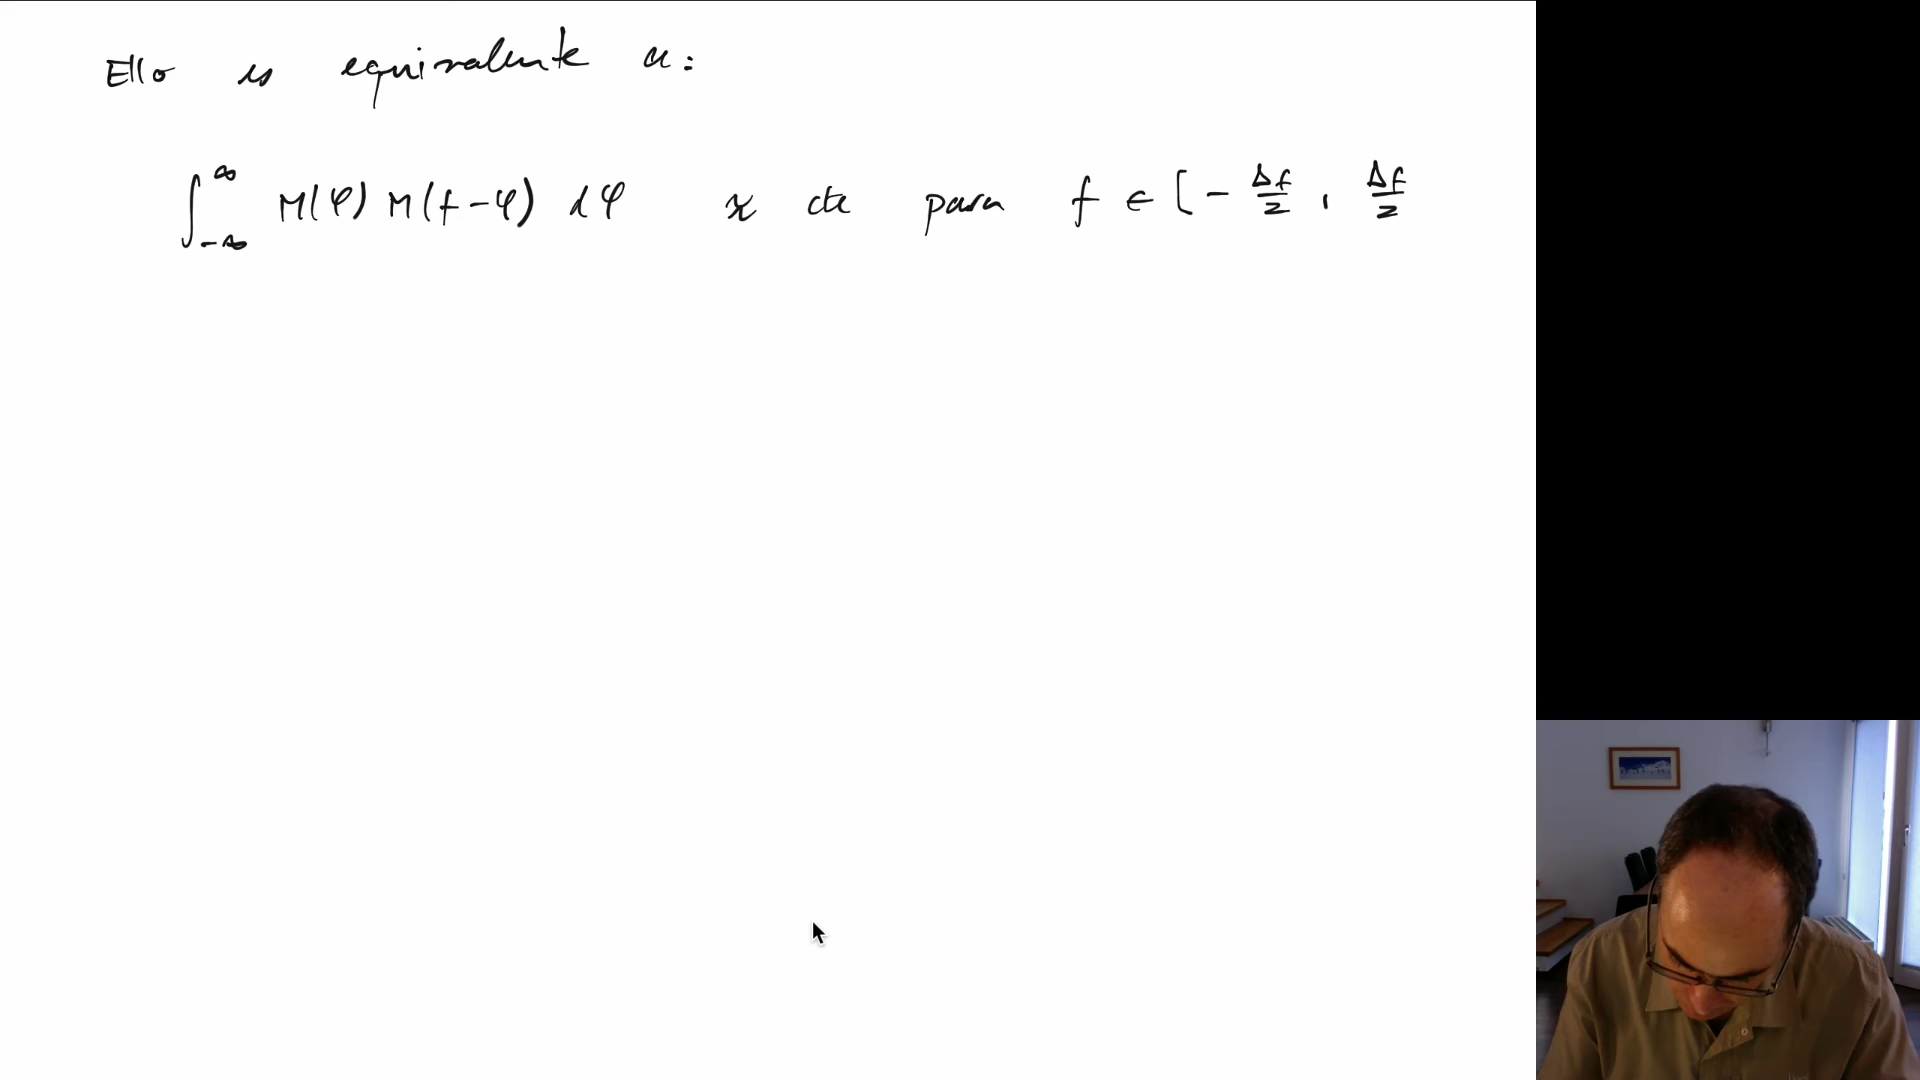 Ello es equivalente a:
∫_{-∞}^{∞} M(φ) M(f-φ) dφ ≈ cte para f ∈ [ - Δf/2 , Δf/2